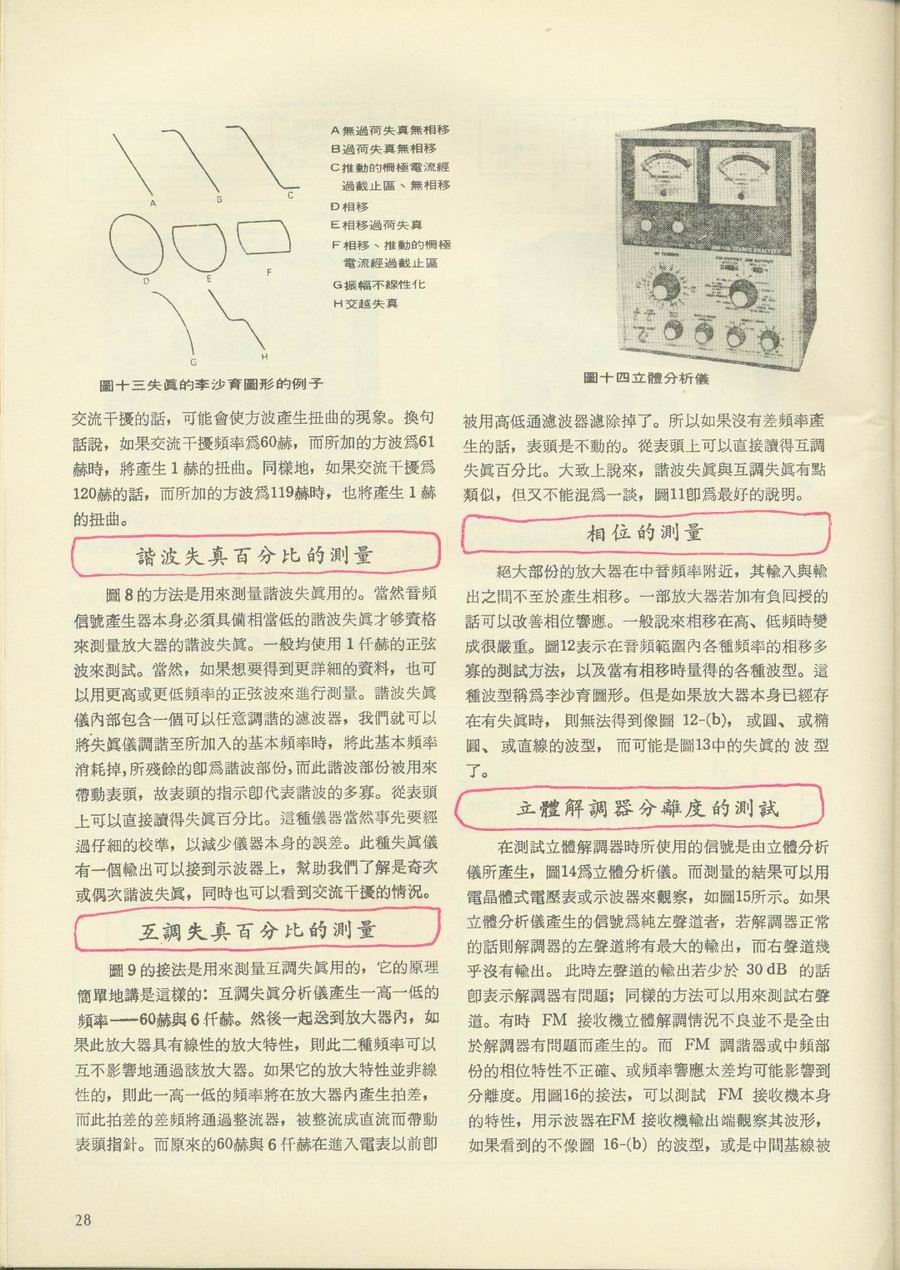 A無過荷失真無相移
B過荷失真無相移
C推動的柵極電流經
過截止區、無相移
D相移
E相移過荷失真
F相移、推動的柵極
電流經過截止區
G振幅不線性化
H交越失真
A
B
C
D
E
F
G
H
圖十三失眞的李沙育圖形的例子
圖十四立體分析儀
交流干擾的話，可能會使方波產生扭曲的現象。換句
話說，如果交流干擾頻率爲60赫，而所加的方波爲61
赫時，將產生1赫的扭曲。同樣地，如果交流干擾爲
120赫的話，而所加的方波爲119赫時，也將產生1赫
的扭曲。
諧波失真百分比的測量
圖8的方法是用來測量諧波失眞用的。當然音頻
信號產生器本身必須具備相當低的諧波失眞才够資格
來測量放大器的諧波失眞。一般均使用1仟赫的正弦
波來測試。當然，如果想要得到更詳細的資料，也可
以用更高或更低頻率的正弦波來進行測量。諧波失眞
儀內部包含一個可以任意調諧的濾波器，我們就可以
將失眞儀調諧至所加入的基本頻率時，將此基本頻率
消耗掉，所殘餘的卽爲諧波部份，而此諧波部份被用來
帶動表頭，故表頭的指示卽代表諧波的多寡。從表頭
上可以直接讀得失眞百分比。這種儀器當然事先要經
過仔細的校準，以減少儀器本身的誤差。此種失眞儀
有一個輸出可以接到示波器上，幫助我們了解是奇次
或偶次諧波失眞，同時也可以看到交流干擾的情況。
互調失真百分比的測量
圖9的接法是用來測量互調失眞用的，它的原理
簡單地講是這樣的：互調失眞分析儀產生一高一低的
頻率——60赫與6仟赫。然後一起送到放大器內，如
果此放大器具有線性的放大特性，則此二種頻率可以
互不影響地通過該放大器。如果它的放大特性並非線
性的，則此一高一低的頻率將在放大器內產生拍差，
而此拍差的差頻將通過整流器，被整流成直流而帶動
表頭指針。而原來的60赫與6仟赫在進入電表以前卽
被用高低通濾波器濾除掉了。所以如果沒有差頻率產
生的話，表頭是不動的。從表頭上可以直接讀得互調
失眞百分比。大致上說來，諧波失眞與互調失眞有點
類似，但又不能混爲一談，圖11卽爲最好的說明。
相位的測量
絕大部份的放大器在中音頻率附近，其輸入與輸
出之間不至於產生相移。一部放大器若加有負囘授的
話可以改善相位響應。一般說來相移在高、低頻時變
成很嚴重。圖12表示在音頻範圍內各種頻率的相移多
寡的測試方法，以及當有相移時量得的各種波型。這
種波型稱爲李沙育圖形。但是如果放大器本身已經存
在有失眞時，則無法得到像圖 12-(b)，或圓、或橢
圓、或直線的波型，而可能是圖13中的失眞的波型
了。
立體解調器分離度的測試
在測試立體解調器時所使用的信號是由立體分析
儀所產生，圖14爲立體分析儀。而測量的結果可以用
電晶體式電壓表或示波器來觀察，如圖15所示。如果
立體分析儀產生的信號爲純左聲道者，若解調器正常
的話則解調器的左聲道將有最大的輸出，而右聲道幾
乎沒有輸出。此時左聲道的輸出若少於 30 dB 的話
卽表示解調器有問題；同樣的方法可以用來測試右聲
道。有時 FM 接收機立體解調情況不良並不是全由
於解調器有問題而產生的。而 FM 調諧器或中頻部
份的相位特性不正確、或頻率響應太差均可能影響到
分離度。用圖16的接法，可以測試 FM 接收機本身
的特性，用示波器在FM 接收機輸出端觀察其波形，
如果看到的不像圖 16-(b) 的波型，或是中間基線被
28